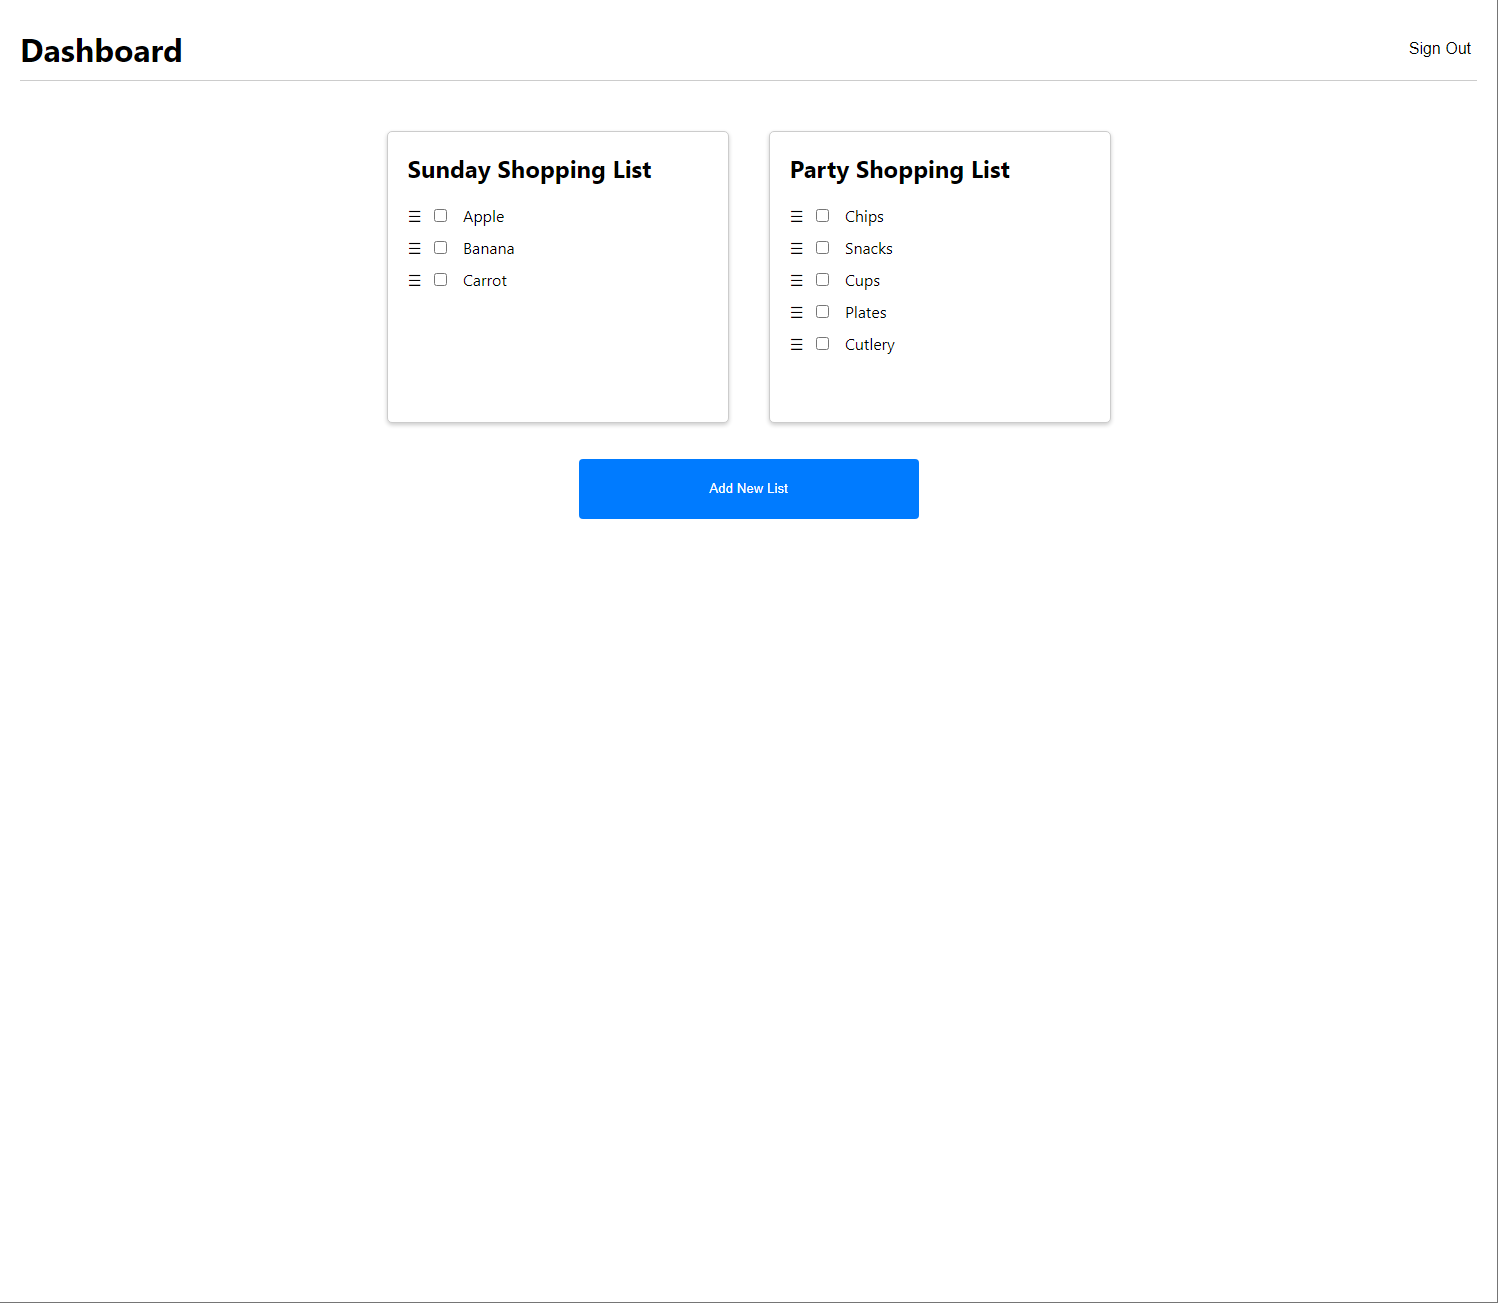 Dashboard
Sign Out
Sunday Shopping List
Apple
Banana
Carrot
Party Shopping List
Chips
Snacks
Cups
Plates
Cutlery
Add New List